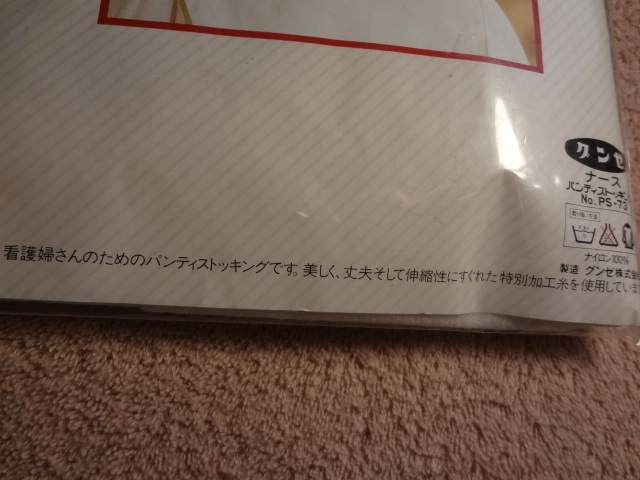 グンゼ
ナース
パンティストッキ
No. PS-73
ナイロン100%
製造 グンゼ株式会
看護婦さんのためのパンティストッキングです。美しく、丈夫そして伸縮性にすぐれた特別加工糸を使用していま